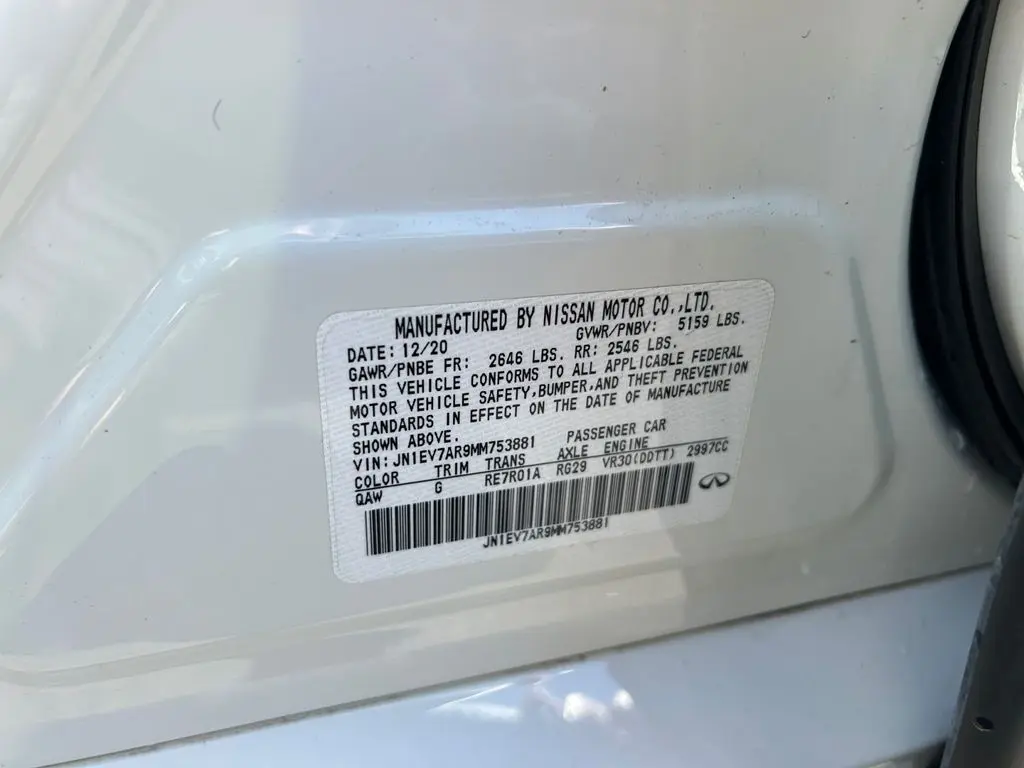 MANUFACTURED BY NISSAN MOTOR CO.,LTD.
DATE: 12/20 GVWR/PNBV: 5159 LBS.
GAWR/PNBE FR: 2646 LBS. RR: 2546 LBS.
THIS VEHICLE CONFORMS TO ALL APPLICABLE FEDERAL
MOTOR VEHICLE SAFETY,BUMPER,AND THEFT PREVENTION
STANDARDS IN EFFECT ON THE DATE OF MANUFACTURE
SHOWN ABOVE.
VIN: JN1EV7AR9MM753881 PASSENGER CAR
COLOR TRIM TRANS AXLE ENGINE
QAW G RE7R01A RG29 VR30(DDTT) 2997CC
JN1EV7AR9MM753881